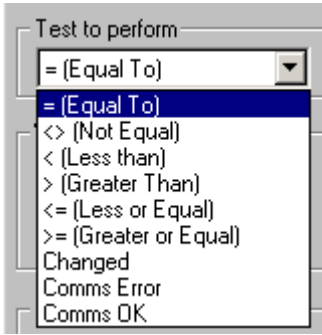 Test to perform
= (Equal To)
= (Equal To)
<> (Not Equal)
< (Less than)
> (Greater Than)
<= (Less or Equal)
>= (Greater or Equal)
Changed
Comms Error
Comms OK